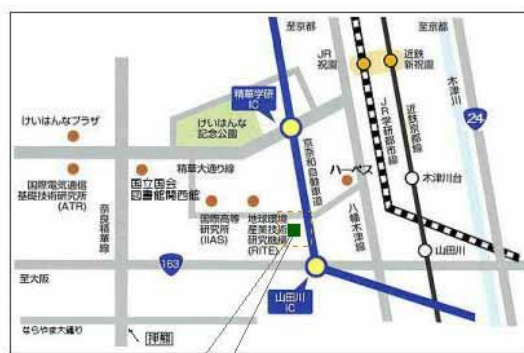 至京都
至京都
JR
祝園
近鉄
新祝園
精華学研
IC
けいはんな
記念公園
けいはんなプラザ
木津川
24
JR学研都市線
近鉄京都線
京奈和自動車道
精華大通り線
ハーベス
木津川台
国際電気通信
基礎技術研究所
(ATR)
国立国会
図書館関西館
奈良精華線
国際高等
研究所
(IIAS)
地球環境
産業技術
研究機構
(RITE)
八幡木津線
山田川
163
至大阪
山田川
IC
ならやま大通り
押熊